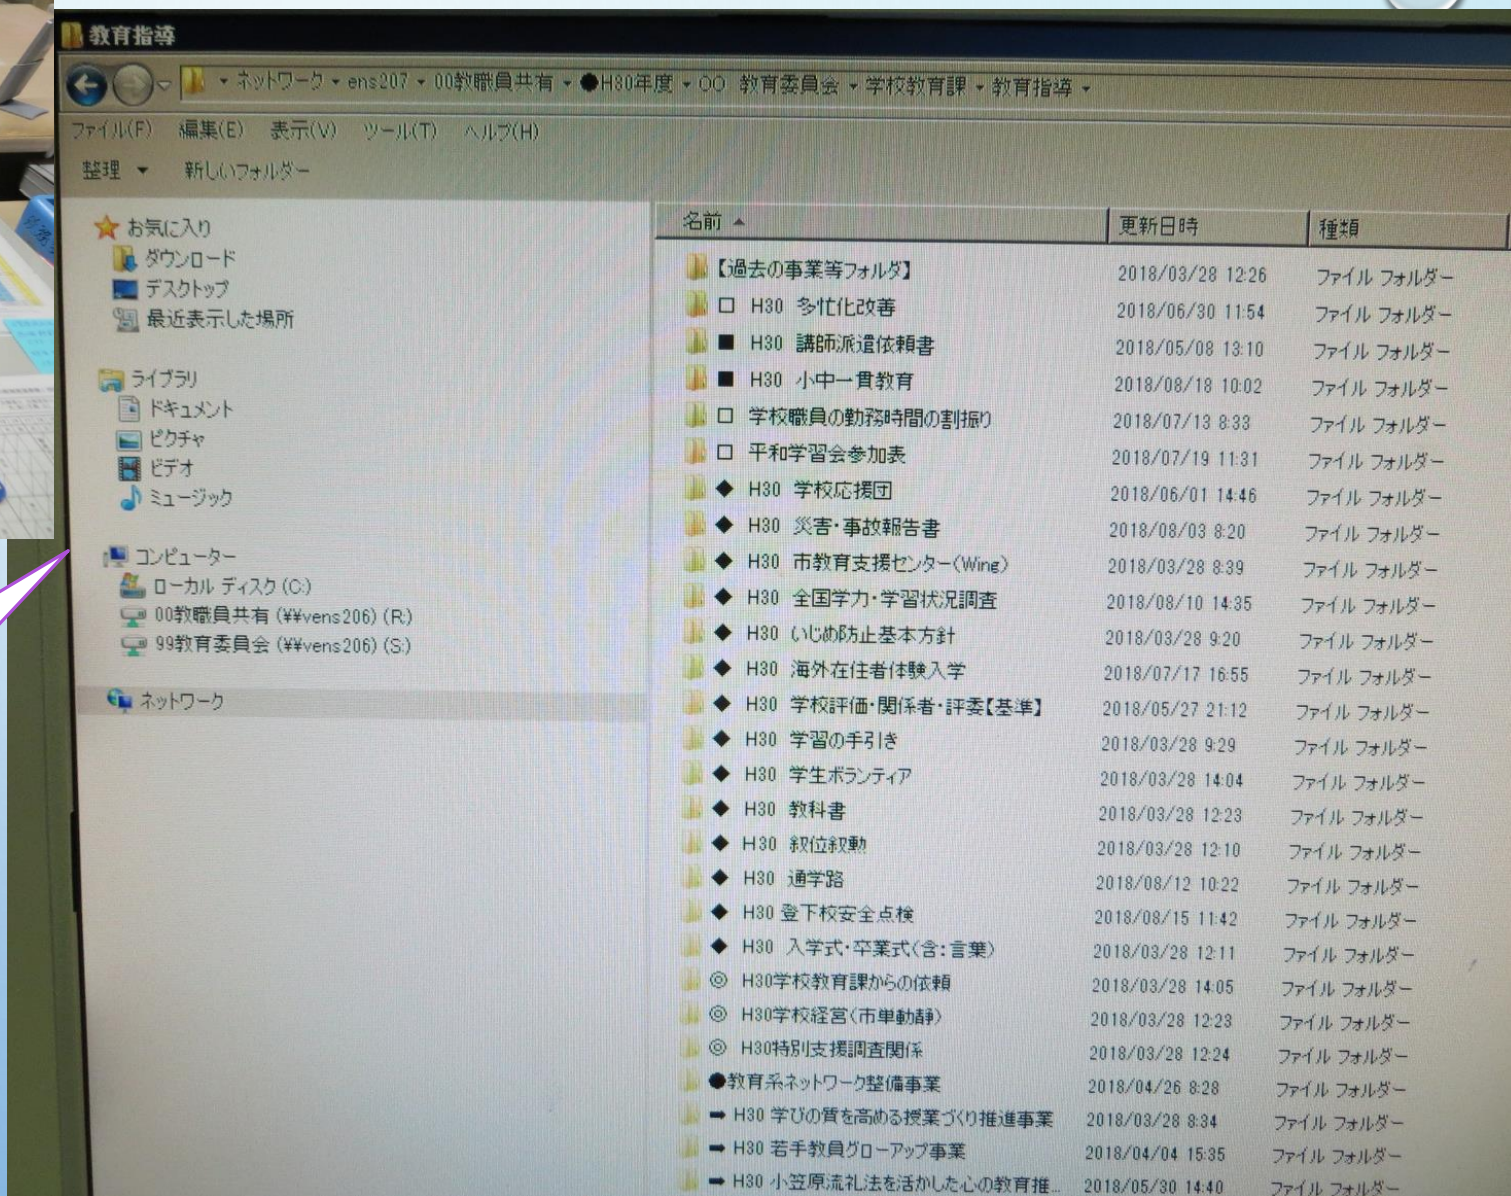 教育指導
ネットワーク ens207 00教職員共有 ●H30年度 〇〇 教育委員会 学校教育課 教育指導
ファイル(F) 編集(E) 表示(V) ツール(T) ヘルプ(H)
整理 新しいフォルダー
お気に入り
ダウンロード
デスクトップ
最近表示した場所
ライブラリ
ドキュメント
ピクチャ
ビデオ
ミュージック
コンピューター
ローカル ディスク (C:)
00教職員共有 (¥¥vens206) (R:)
99教育委員会 (¥¥vens206) (S:)
ネットワーク
名前 更新日時 種類
【過去の事業等フォルダ】 2018/03/28 12:26 ファイル フォルダー
□ H30 多忙化改善 2018/06/30 11:54 ファイル フォルダー
■ H30 講師派遣依頼書 2018/05/08 13:10 ファイル フォルダー
■ H30 小中一貫教育 2018/08/18 10:02 ファイル フォルダー
□ 学校職員の勤務時間の割振り 2018/07/13 8:33 ファイル フォルダー
□ 平和学習会参加表 2018/07/19 11:31 ファイル フォルダー
◆ H30 学校応援団 2018/06/01 14:46 ファイル フォルダー
◆ H30 災害・事故報告書 2018/08/03 8:20 ファイル フォルダー
◆ H30 市教育支援センター(Wing) 2018/03/28 8:39 ファイル フォルダー
◆ H30 全国学力・学習状況調査 2018/08/10 14:35 ファイル フォルダー
◆ H30 いじめ防止基本方針 2018/03/28 9:20 ファイル フォルダー
◆ H30 海外在住者体験入学 2018/07/17 16:55 ファイル フォルダー
◆ H30 学校評価・関係者・評委【基準】 2018/05/27 21:12 ファイル フォルダー
◆ H30 学習の手引き 2018/03/28 9:29 ファイル フォルダー
◆ H30 学生ボランティア 2018/03/28 14:04 ファイル フォルダー
◆ H30 教科書 2018/03/28 12:23 ファイル フォルダー
◆ H30 叙位叙勲 2018/03/28 12:10 ファイル フォルダー
◆ H30 通学路 2018/08/12 10:22 ファイル フォルダー
◆ H30 登下校安全点検 2018/08/15 11:42 ファイル フォルダー
◆ H30 入学式・卒業式(含:言葉) 2018/03/28 12:11 ファイル フォルダー
◎ H30学校教育課からの依頼 2018/03/28 14:05 ファイル フォルダー
◎ H30学校経営(市単動静) 2018/03/28 12:23 ファイル フォルダー
◎ H30特別支援調査関係 2018/03/28 12:24 ファイル フォルダー
●教育系ネットワーク整備事業 2018/04/26 8:28 ファイル フォルダー
➡ H30 学びの質を高める授業づくり推進事業 2018/03/28 8:34 ファイル フォルダー
➡ H30 若手教員グローアップ事業 2018/04/04 15:35 ファイル フォルダー
➡ H30 小笠原流礼法を活かした心の教育推... 2018/05/30 14:40 ファイル フォルダー